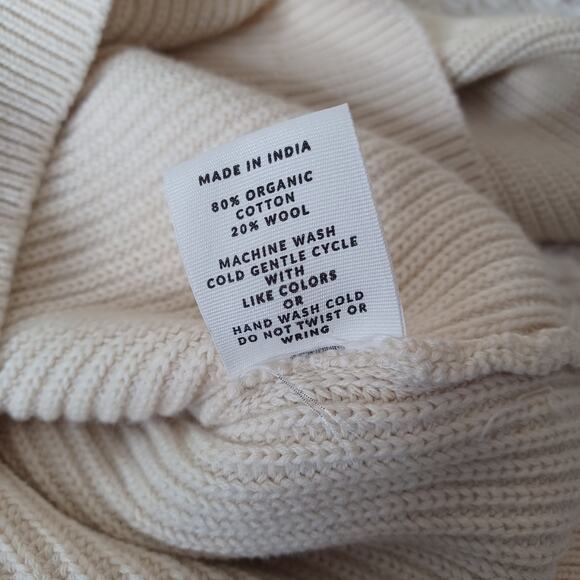 MADE IN INDIA
80% ORGANIC
COTTON
20% WOOL
MACHINE WASH
COLD GENTLE CYCLE
WITH
LIKE COLORS
OR
HAND WASH COLD
DO NOT TWIST OR
WRING